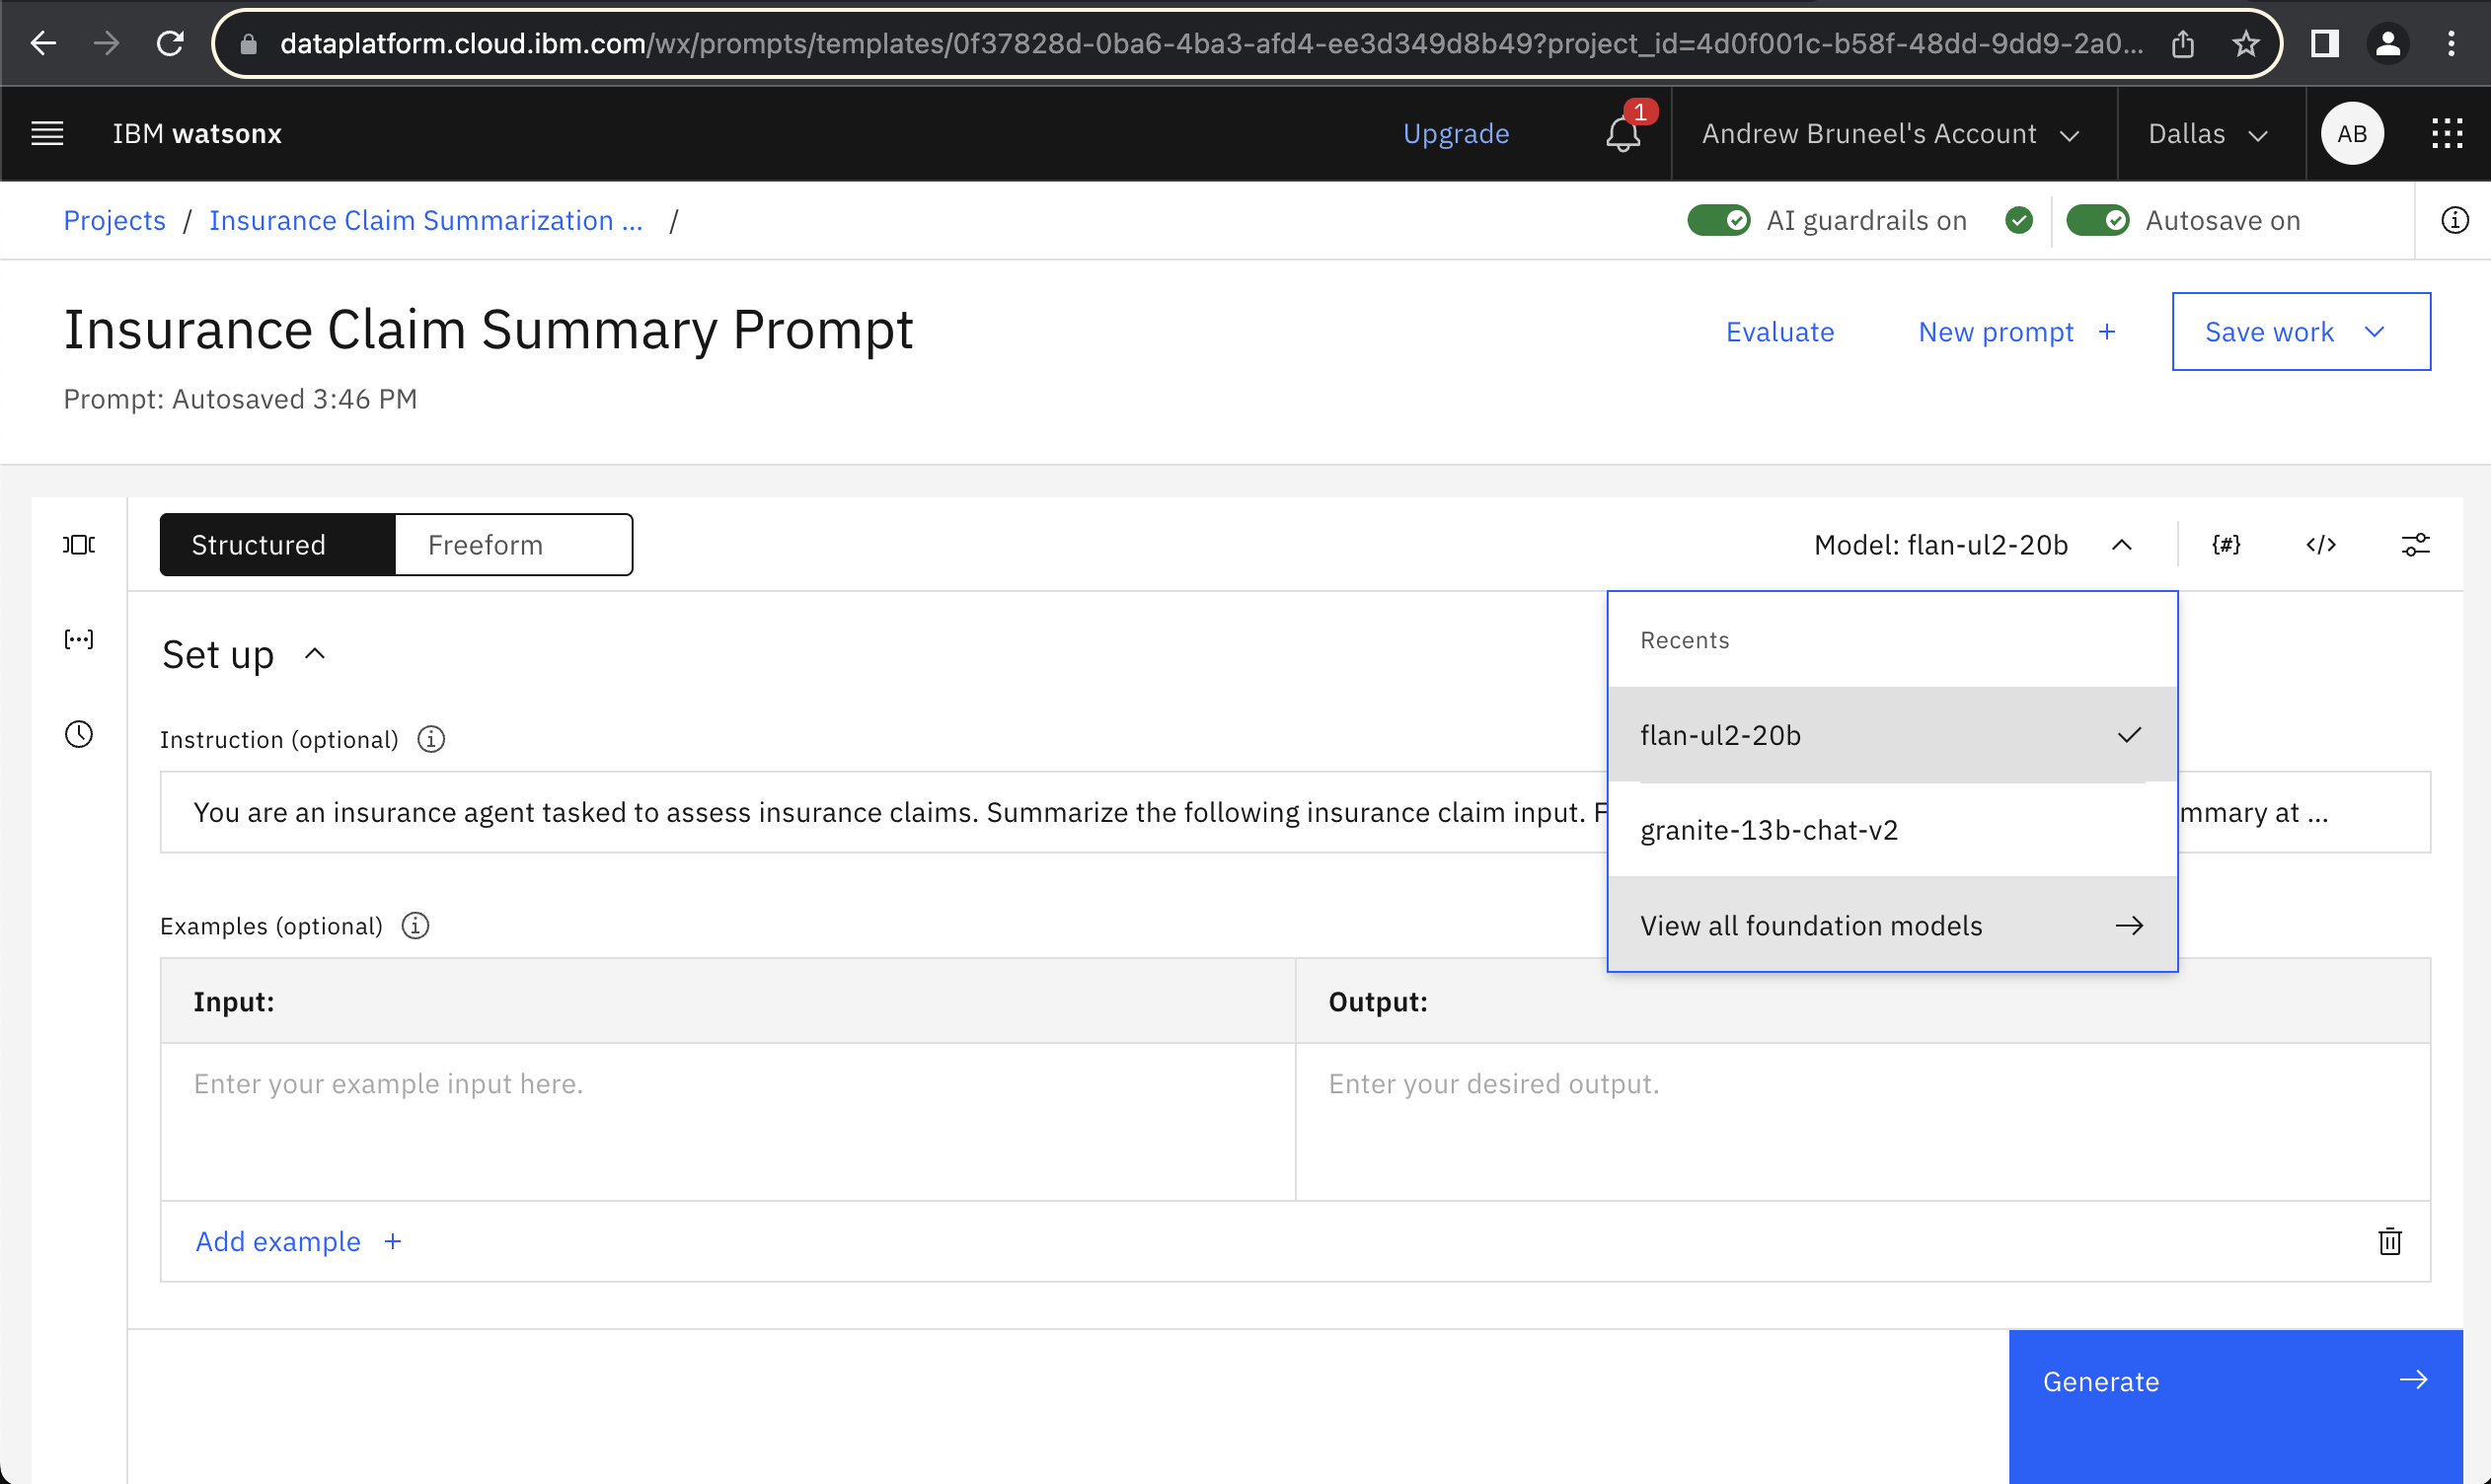 dataplatform.cloud.ibm.com/wx/prompts/templates/0f37828d-0ba6-4ba3-afd4-ee3d349d8b49?project_id=4d0f001c-b58f-48dd-9dd9-2a0...
IBM watsonx
Upgrade
1
Andrew Bruneel's Account
Dallas
AB
Projects / Insurance Claim Summarization ... /
AI guardrails on
Autosave on
Insurance Claim Summary Prompt
Evaluate
New prompt +
Save work
Prompt: Autosaved 3:46 PM
Structured
Freeform
Model: flan-ul2-20b
{#}
</>
Recents
flan-ul2-20b
granite-13b-chat-v2
View all foundation models
Set up
Instruction (optional)
You are an insurance agent tasked to assess insurance claims. Summarize the following insurance claim input. F
mmary at ...
Examples (optional)
Input:
Output:
Enter your example input here.
Enter your desired output.
Add example +
Generate